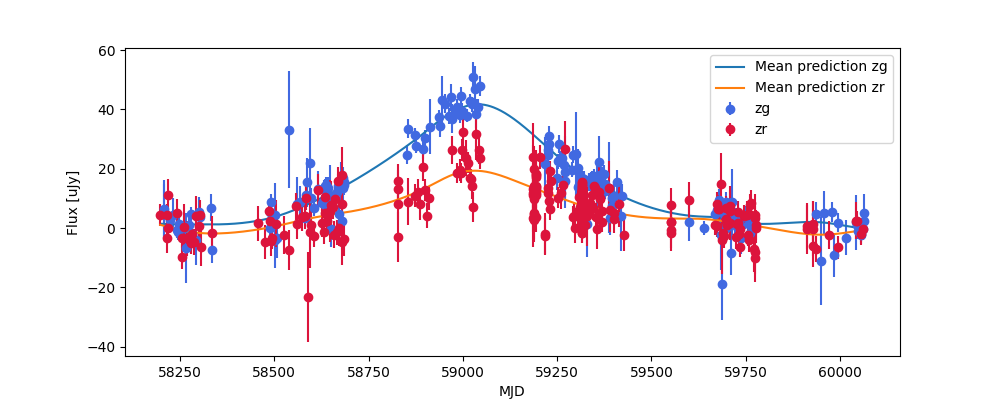 60
40
20
0
−20
−40
Flux [uJy]
58250
58500
58750
59000
59250
59500
59750
60000
MJD
Mean prediction zg
Mean prediction zr
zg
zr